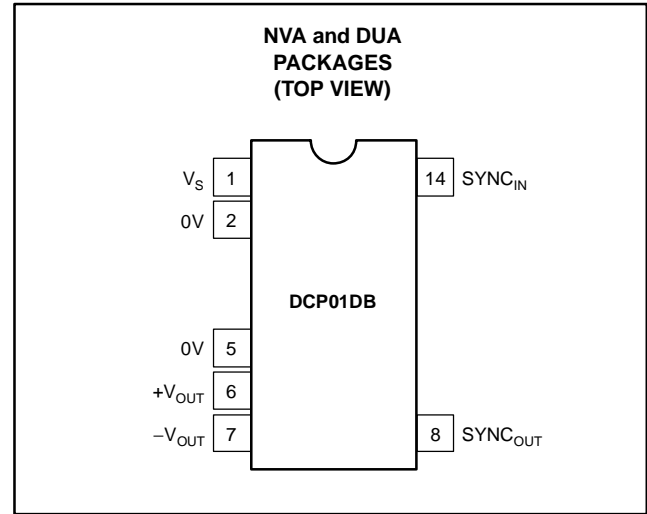 NVA and DUA
PACKAGES
(TOP VIEW)
VS 1 14 SYNCIN
0V 2
DCP01DB
0V 5
+VOUT 6
−VOUT 7 8 SYNCOUT